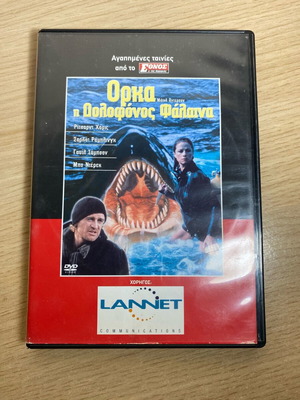 Αγαπημένες ταινίες
από το ΕΘΝΟΣ
Όρκα
η Δολοφόνος Φάλαινα
Ρίτσαρντ Χάρις
Σαρλότ Ράμπλινγκ
Γουίλ Σάμπσον
Μπο Ντέρεκ
DVD
ΧΟΡΗΓΟΣ:
LANNET
COMMUNICATIONS